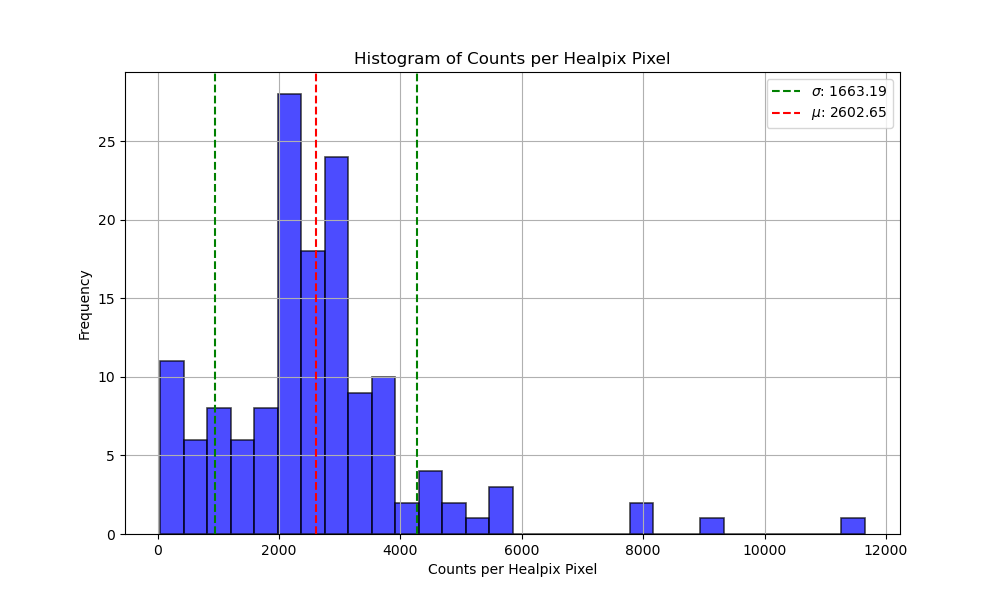 Histogram of Counts per Healpix Pixel
σ: 1663.19
μ: 2602.65
Frequency
25
20
15
10
5
0
0 2000 4000 6000 8000 10000 12000
Counts per Healpix Pixel